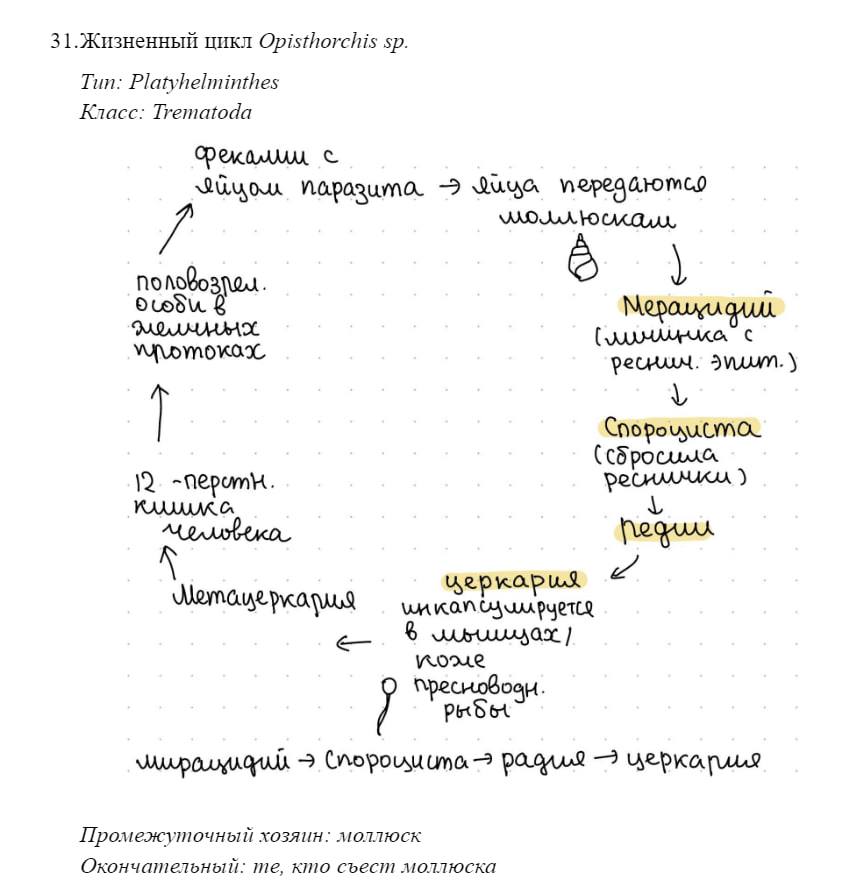 31.Жизненный цикл Opisthorchis sp.
Тип: Platyhelminthes
Класс: Trematoda
фекалии с
яйцом паразита → яйца передаются
моллюскам
Мерацидий
(личинка с
реснич. эпит.)
Спороциста
(сбросила
реснички)
редии
церкария
инкапсулируется
в мышцах/
коже
пресноводн.
рыбы
Метацеркария
12 -перстн.
кишка
человека
половозрел.
особи в
желчных
протоках
мирацидий → спороциста → радия → церкария
Промежуточный хозяин: моллюск
Окончательный: те, кто съест моллюска